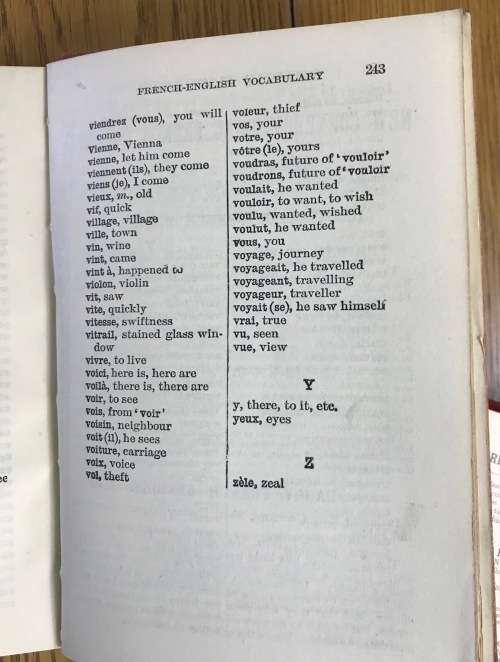 FRENCH-ENGLISH VOCABULARY
243
viendrez (vous), you will
come
Vienne, Vienna
vienne, let him come
viennent (ils), they come
viens (je), I come
vieux, m., old
vif, quick
village, village
ville, town
vin, wine
vint, came
vint à, happened to
violon, violin
vit, saw
vite, quickly
vitesse, swiftness
vitrail, stained glass win-
dow
vivre, to live
voici, here is, here are
voilà, there is, there are
voir, to see
vois, from 'voir'
voisin, neighbour
voit (il), he sees
voiture, carriage
voix, voice
vol, theft
voleur, thief
vos, your
votre, your
vôtre (le), yours
voudras, future of 'vouloir'
voudrons, future of 'vouloir
voulait, he wanted
vouloir, to want, to wish
voulu, wanted, wished
voulut, he wanted
vous, you
voyage, journey
voyageait, he travelled
voyageant, travelling
voyageur, traveller
voyait (se), he saw himself
vrai, true
vu, seen
vue, view
Y
y, there, to it, etc.
yeux, eyes
Z
zèle, zeal